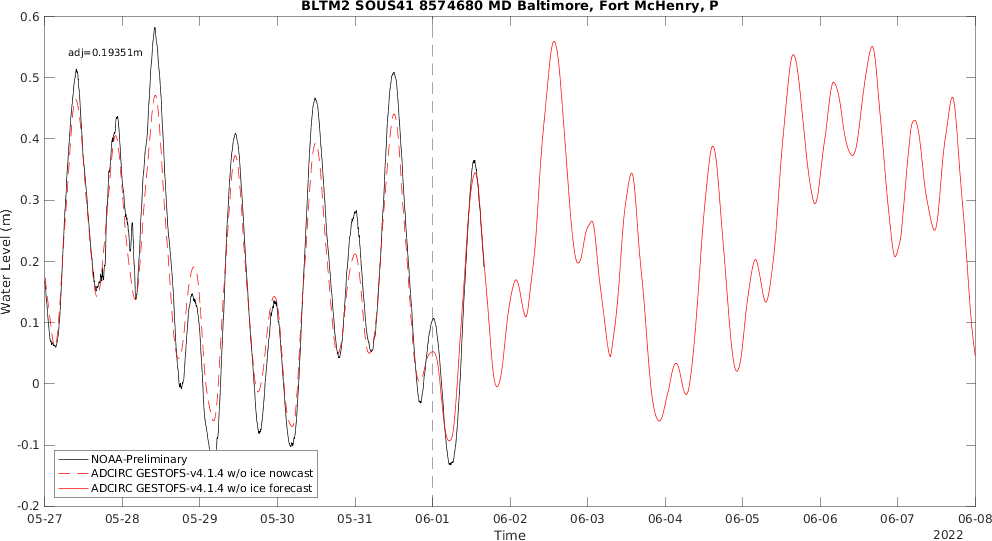 BLTM2 SOUS41 8574680 MD Baltimore, Fort McHenry, P
adj=0.19351m
0.6
0.5
0.4
0.3
0.2
0.1
0
-0.1
-0.2
Water Level (m)
NOAA-Preliminary
ADCIRC GESTOFS-v4.1.4 w/o ice nowcast
ADCIRC GESTOFS-v4.1.4 w/o ice forecast
05-27 05-28 05-29 05-30 05-31 06-01 06-02 06-03 06-04 06-05 06-06 06-07 06-08
Time
2022